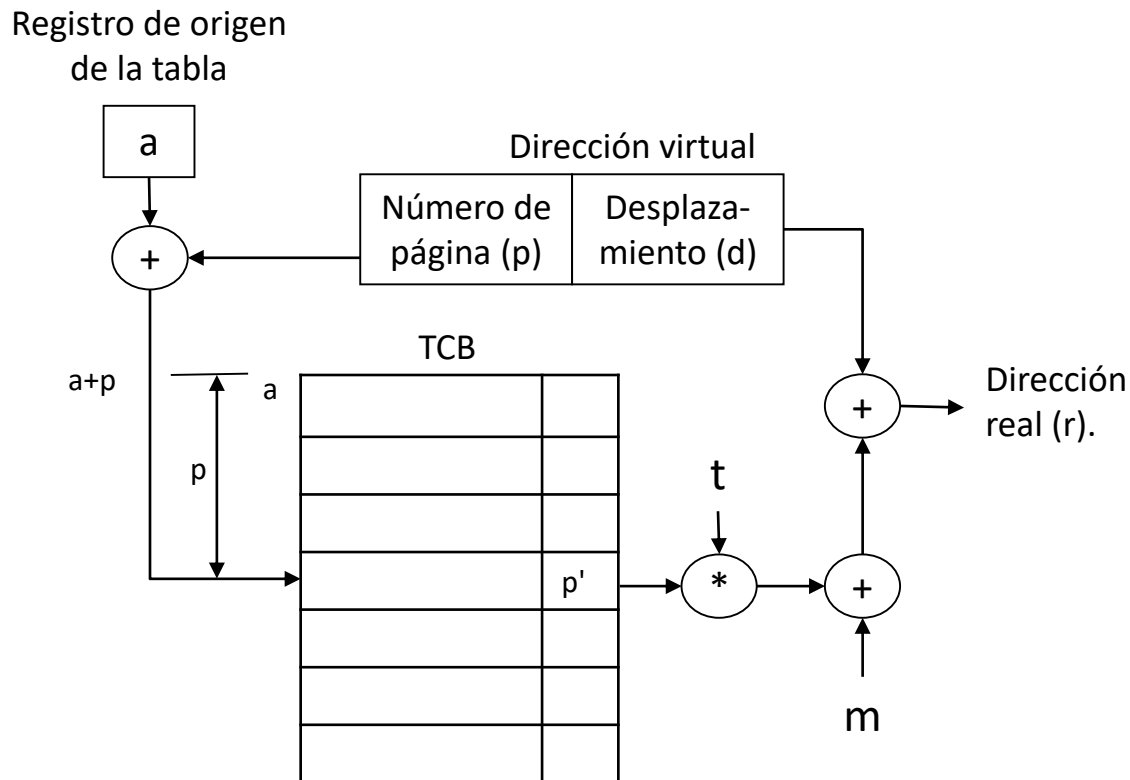 Registro de origen
de la tabla
a
Dirección virtual
Número de
página (p)
Desplaza-
miento (d)
+
TCB
a+p
a
p
+
Dirección
real (r).
t
p'
*
+
m